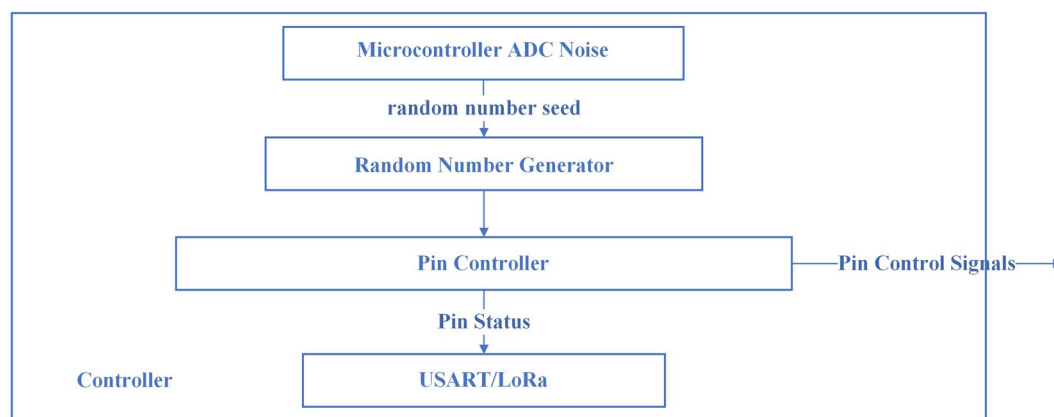 Microcontroller ADC Noise
random number seed
Random Number Generator
Pin Controller
Pin Control Signals
Pin Status
Controller
USART/LoRa